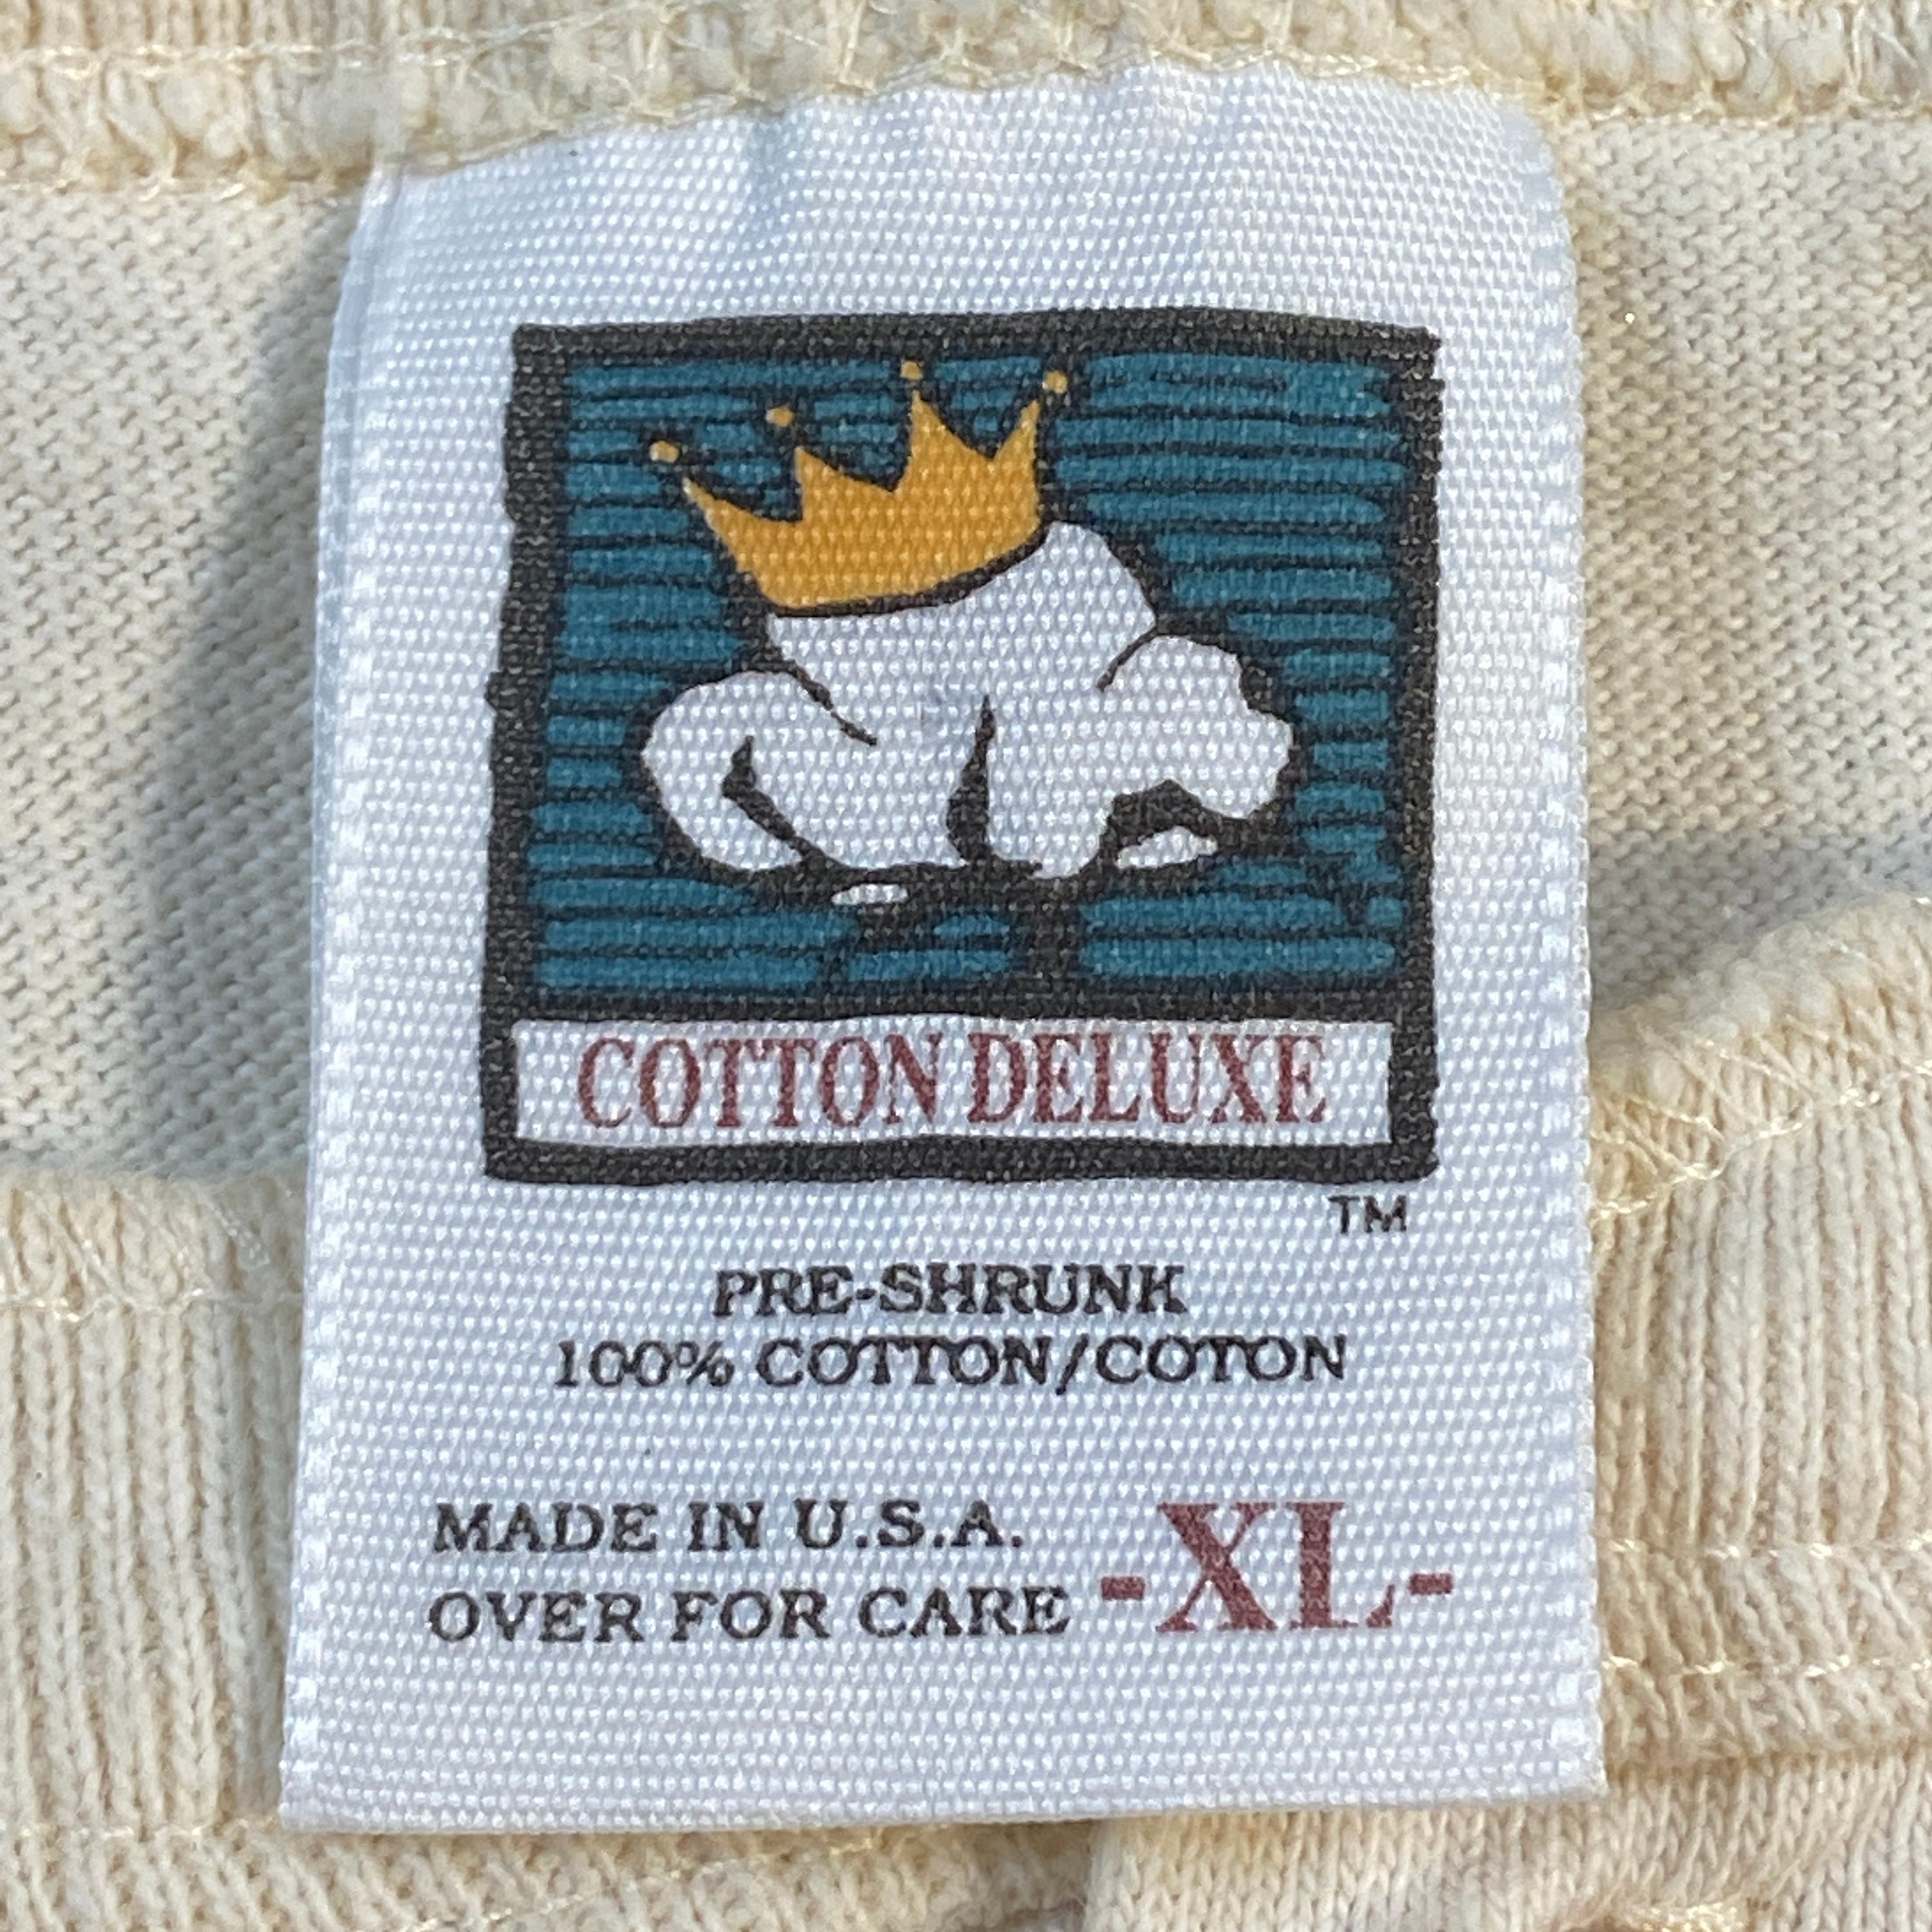 COTTON DELUXE
TM
PRE-SHRUNK
100% COTTON/COTON
MADE IN U.S.A.
OVER FOR CARE
-XL-